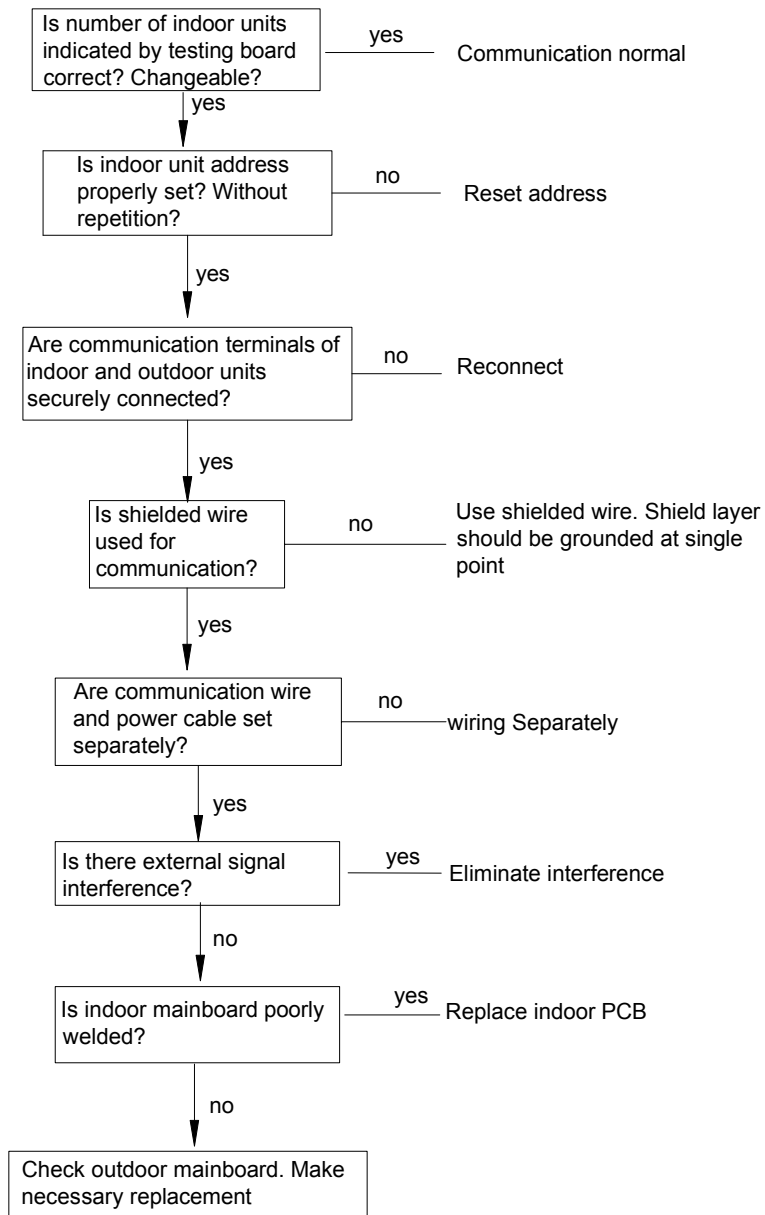 Is number of indoor units
indicated by testing board
correct? Changeable?
yes
Communication normal
yes
Is indoor unit address
properly set? Without
repetition?
no
Reset address
yes
Are communication terminals of
indoor and outdoor units
securely connected?
no
Reconnect
yes
Is shielded wire
used for
communication?
no
Use shielded wire. Shield layer
should be grounded at single
point
yes
Are communication wire
and power cable set
separately?
no
wiring Separately
yes
Is there external signal
interference?
yes
Eliminate interference
no
Is indoor mainboard poorly
welded?
yes
Replace indoor PCB
no
Check outdoor mainboard. Make
necessary replacement